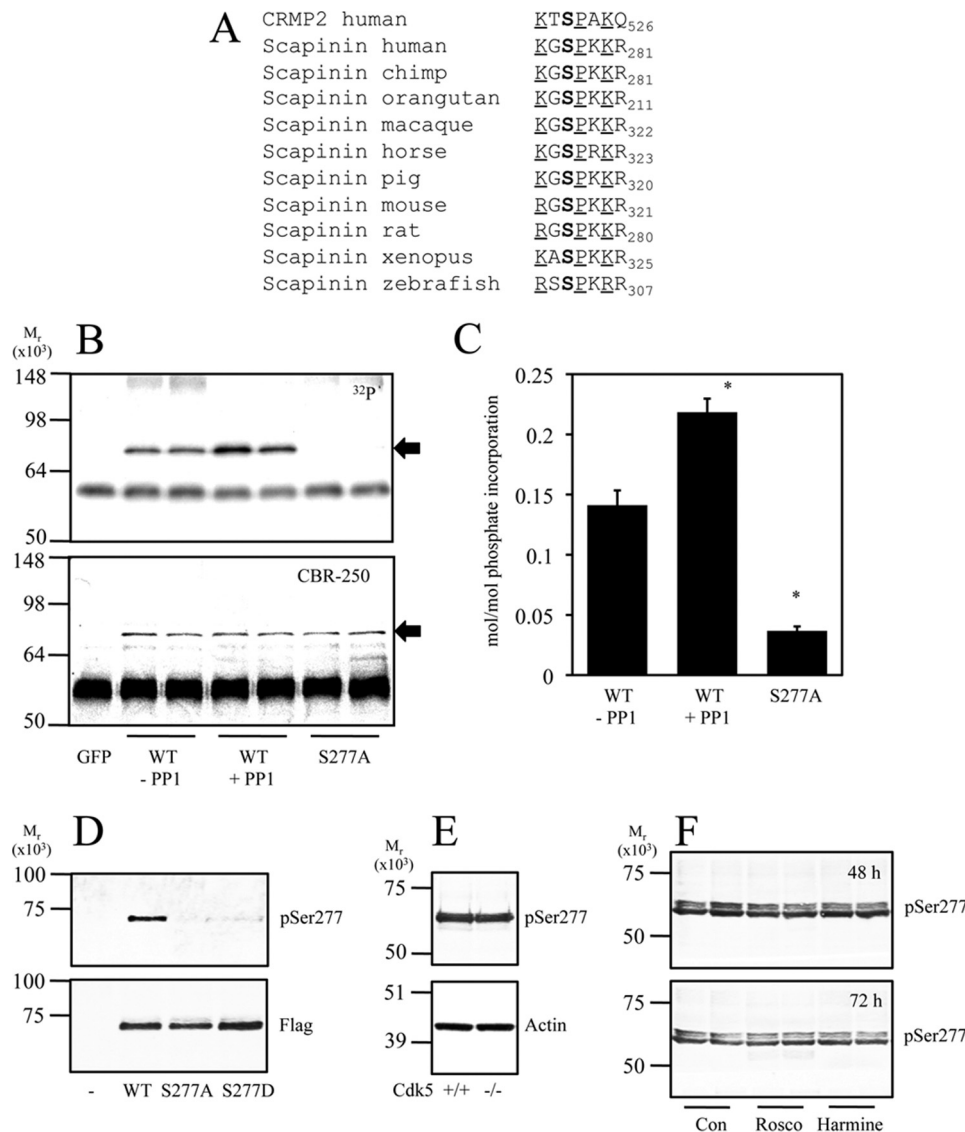 A
CRMP2 human KTSPAKQ526
Scapinin human KGSPKKR281
Scapinin chimp KGSPKKR281
Scapinin orangutan KGSPKKR211
Scapinin macaque KGSPKKR322
Scapinin horse KGSPRKR323
Scapinin pig KGSPKKR320
Scapinin mouse RGSPKKR321
Scapinin rat RGSPKKR280
Scapinin xenopus KASPKKR325
Scapinin zebrafish RSSPKRR307
B
Mr
(x10³)
148
98
64
50
32P
148
98
64
50
CBR-250
GFP WT - PP1 WT + PP1 S277A
C
mol/mol phosphate incorporation
0.25
0.2
0.15
0.1
0.05
0
*
*
WT - PP1 WT + PP1 S277A
D
Mr
(x10³)
100
75
pSer277
100
75
Flag
- WT S277A S277D
E
Mr
(x10³)
75
50
pSer277
51
39
Actin
Cdk5 +/+ -/-
F
Mr
(x10³)
75
50
48 h
pSer277
75
50
72 h
pSer277
Con Rosco Harmine